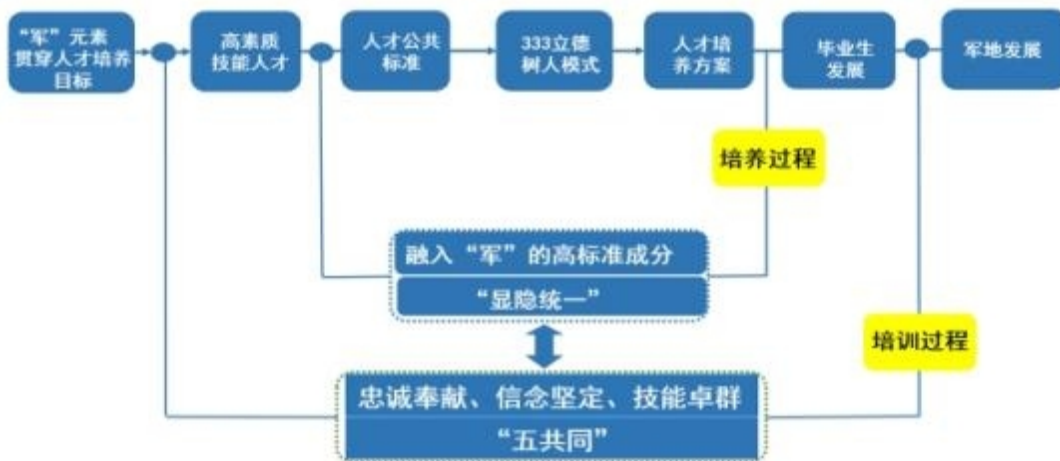 “军”元素
贯穿人才培养
目标
高素质
技能人才
人才公共
标准
333立德
树人模式
人才培
养方案
毕业生
发展
军地发展
培养过程
融入“军”的高标准成分
“显隐统一”
培训过程
忠诚奉献、信念坚定、技能卓群
“五共同”